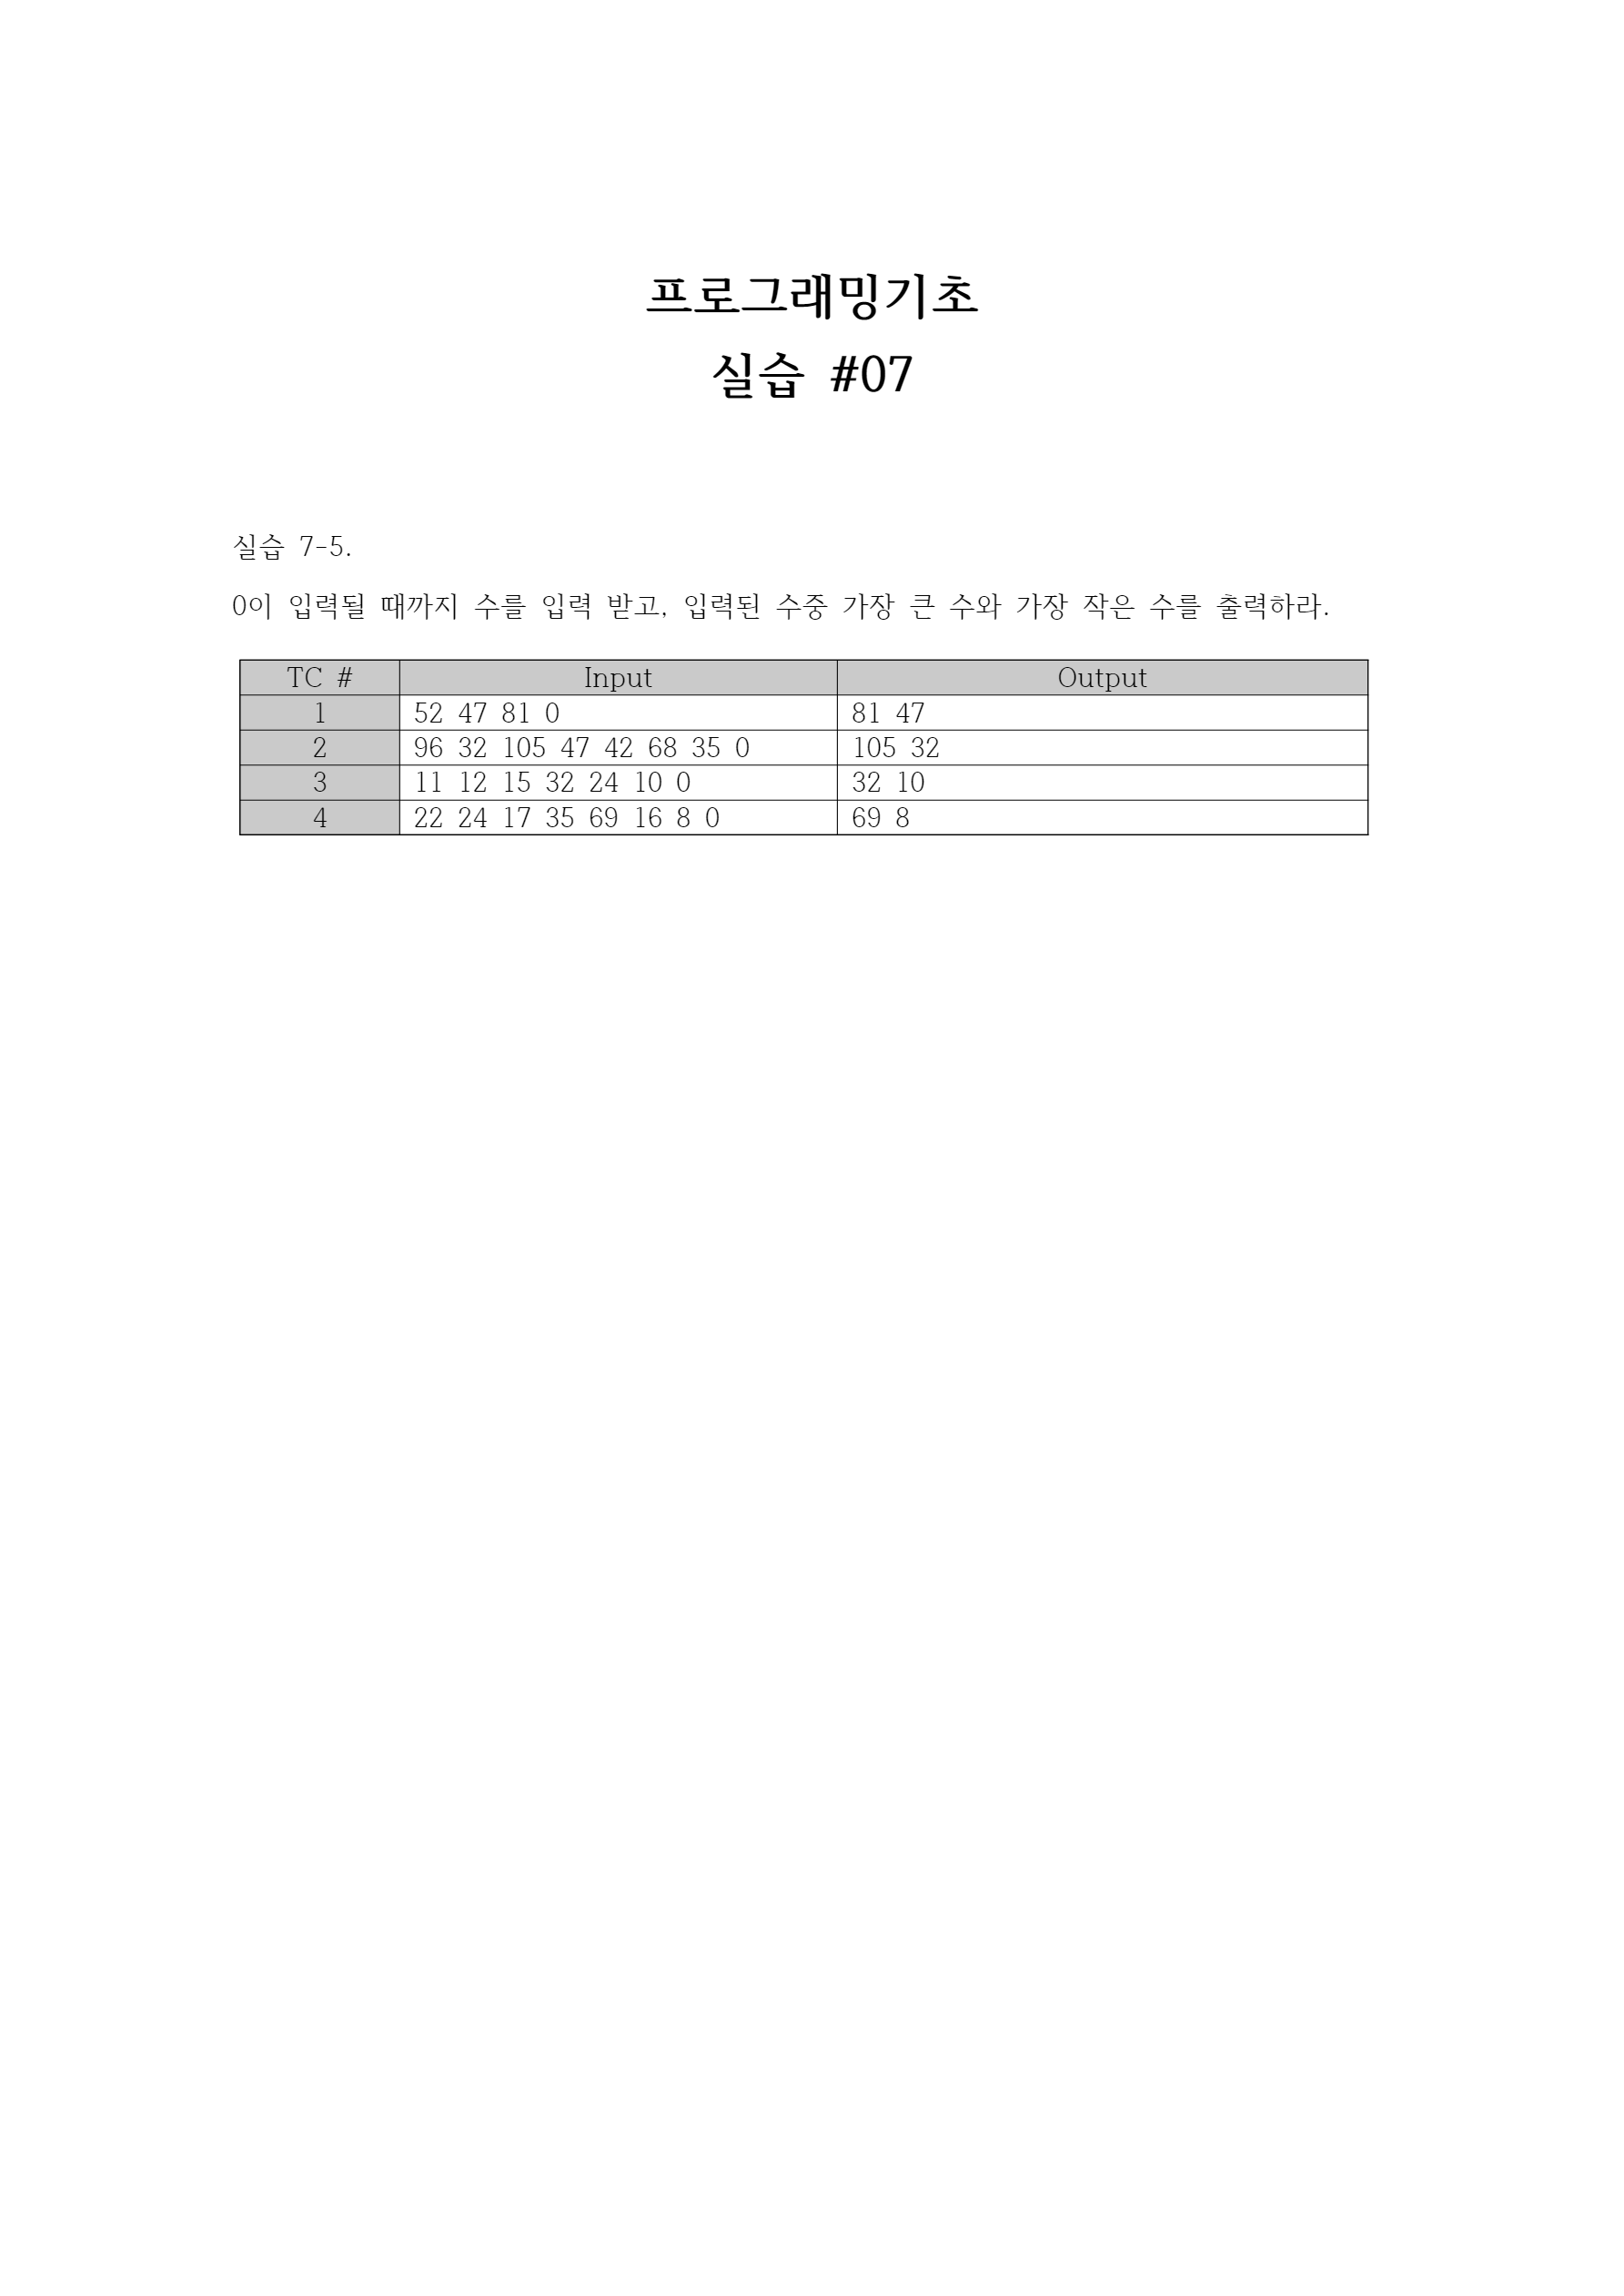 프로그래밍기초
실습 #07
실습 7-5.
0이 입력될 때까지 수를 입력 받고, 입력된 수중 가장 큰 수와 가장 작은 수를 출력하라.
TC # Input Output
1 52 47 81 0 81 47
2 96 32 105 47 42 68 35 0 105 32
3 11 12 15 32 24 10 0 32 10
4 22 24 17 35 69 16 8 0 69 8